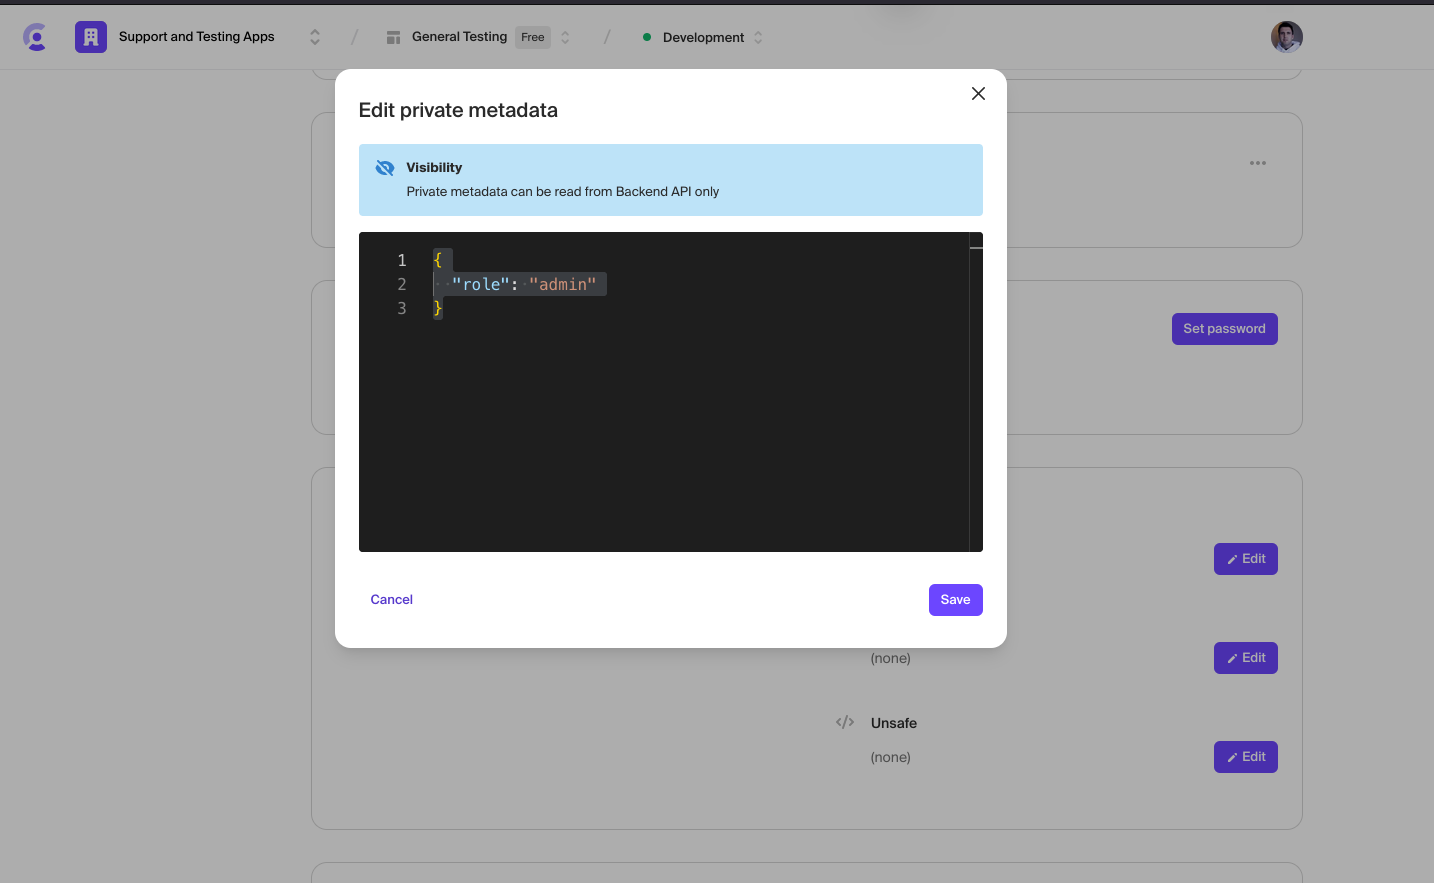 Support and Testing Apps / General Testing Free / Development
Edit private metadata
Visibility
Private metadata can be read from Backend API only
1 {
2 "role": "admin"
3 }
Set password
Edit
Cancel
Save
(none)
Edit
</> Unsafe
(none)
Edit